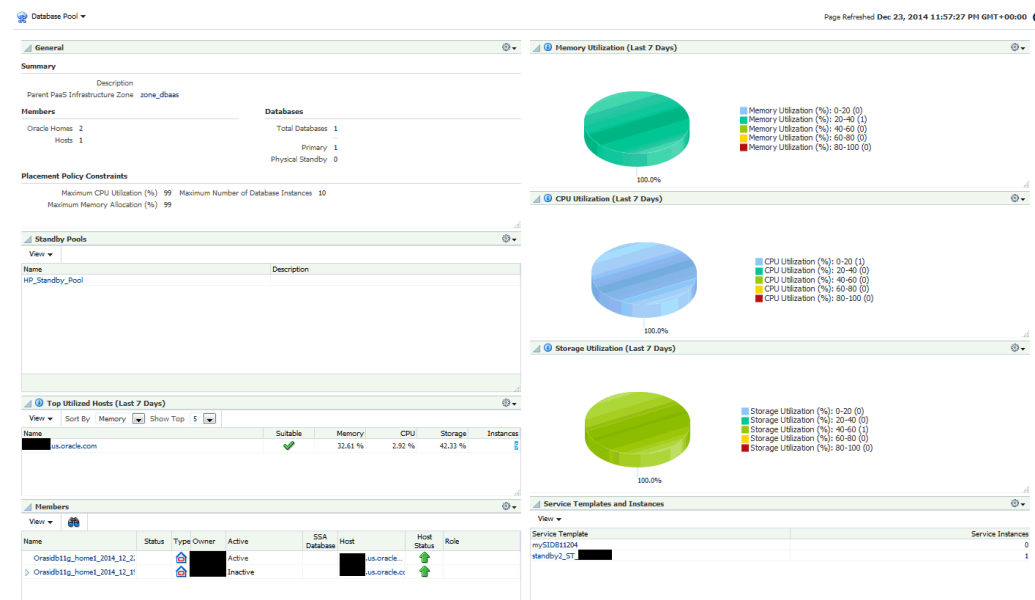 Database Pool
Page Refreshed Dec 23, 2014 11:57:27 PM GMT+00:00
General
Summary
Description
Parent PaaS Infrastructure Zone zone_dbaas
Members
Oracle Homes 2
Hosts 1
Databases
Total Databases 1
Primary 1
Physical Standby 0
Placement Policy Constraints
Maximum CPU Utilization (%) 99 Maximum Number of Database Instances 10
Maximum Memory Allocation (%) 99
Standby Pools
View
Name Description
HP_Standby_Pool
Top Utilized Hosts (Last 7 Days)
View Sort By Memory Show Top 5
Name Suitable Memory CPU Storage Instances
us.oracle.com 32.61 % 2.92 % 42.33 %
Members
View
Name Status Type Owner Active SSA Database Host Host Status Role
Orasidb11g_home1_2014_12_22 Active .us.oracle...
Orasidb11g_home1_2014_12_15 Inactive .us.oracle.co
Memory Utilization (Last 7 Days)
100.0%
Memory Utilization (%): 0-20 (0)
Memory Utilization (%): 20-40 (1)
Memory Utilization (%): 40-60 (0)
Memory Utilization (%): 60-80 (0)
Memory Utilization (%): 80-100 (0)
CPU Utilization (Last 7 Days)
100.0%
CPU Utilization (%): 0-20 (1)
CPU Utilization (%): 20-40 (0)
CPU Utilization (%): 40-60 (0)
CPU Utilization (%): 60-80 (0)
CPU Utilization (%): 80-100 (0)
Storage Utilization (Last 7 Days)
100.0%
Storage Utilization (%): 0-20 (0)
Storage Utilization (%): 20-40 (0)
Storage Utilization (%): 40-60 (1)
Storage Utilization (%): 60-80 (0)
Storage Utilization (%): 80-100 (0)
Service Templates and Instances
View
Service Template Service Instances
mySIDB11204 0
standby2_ST_ 1